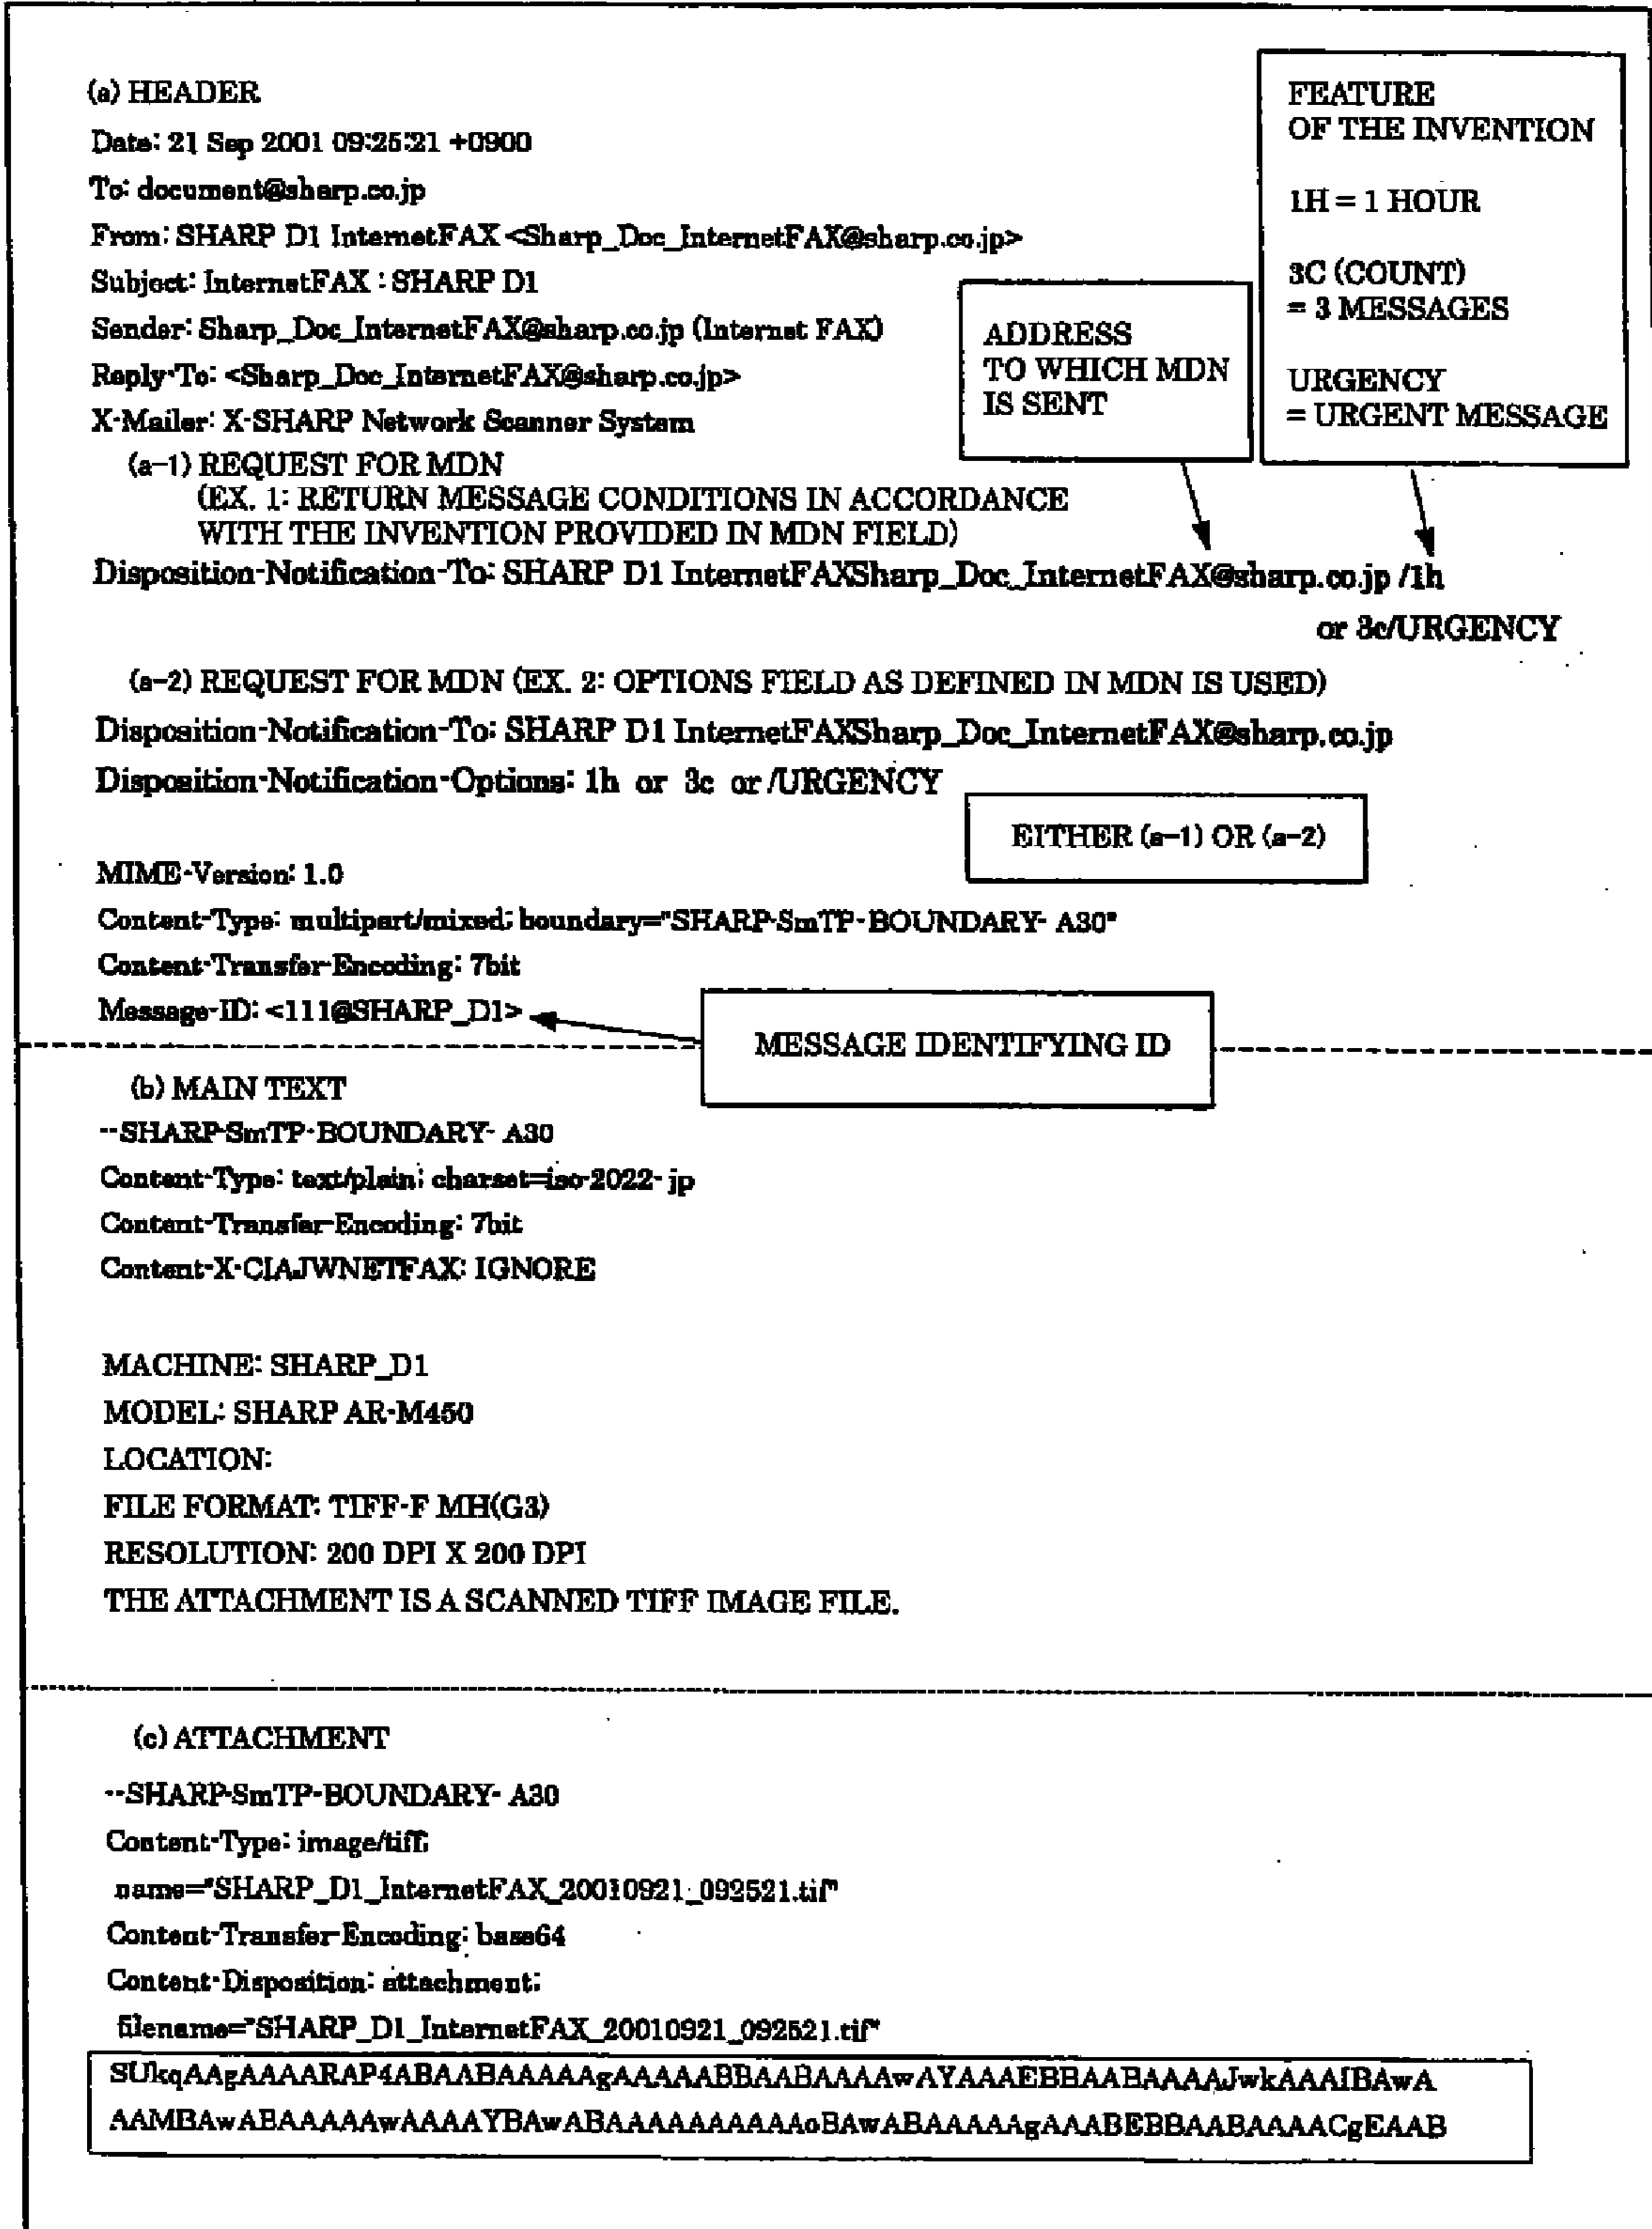 (a) HEADER
Date: 21 Sep 2001 09:25:21 +0900
To: document@sharp.co.jp
From: SHARP D1 InternetFAX <Sharp_Doc_InternetFAX@sharp.co.jp>
Subject: InternetFAX : SHARP D1
Sender: Sharp_Doc_InternetFAX@sharp.co.jp (Internet FAX)
Reply-To: <Sharp_Doc_InternetFAX@sharp.co.jp>
X-Mailer: X-SHARP Network Scanner System
FEATURE
OF THE INVENTION
1H = 1 HOUR
3C (COUNT)
= 3 MESSAGES
URGENCY
= URGENT MESSAGE
ADDRESS
TO WHICH MDN
IS SENT
(a-1) REQUEST FOR MDN
(EX. 1: RETURN MESSAGE CONDITIONS IN ACCORDANCE
WITH THE INVENTION PROVIDED IN MDN FIELD)
Disposition-Notification-To: SHARP D1 InternetFAXSharp_Doc_InternetFAX@sharp.co.jp /1h
or 3c/URGENCY
(a-2) REQUEST FOR MDN (EX. 2: OPTIONS FIELD AS DEFINED IN MDN IS USED)
Disposition-Notification-To: SHARP D1 InternetFAXSharp_Doc_InternetFAX@sharp.co.jp
Disposition-Notification-Options: 1h or 3c or /URGENCY
EITHER (a-1) OR (a-2)
MIME-Version: 1.0
Content-Type: multipart/mixed; boundary="SHARP-SmTP-BOUNDARY- A30"
Content-Transfer-Encoding: 7bit
Message-ID: <111@SHARP_D1>
MESSAGE IDENTIFYING ID
(b) MAIN TEXT
--SHARP-SmTP-BOUNDARY- A30
Content-Type: text/plain; charset=iso-2022-jp
Content-Transfer-Encoding: 7bit
Content-X-CIAJWNETFAX: IGNORE
MACHINE: SHARP_D1
MODEL: SHARP AR-M450
LOCATION:
FILE FORMAT: TIFF-F MH(G3)
RESOLUTION: 200 DPI X 200 DPI
THE ATTACHMENT IS A SCANNED TIFF IMAGE FILE.
(c) ATTACHMENT
--SHARP-SmTP-BOUNDARY- A30
Content-Type: image/tiff;
name="SHARP_D1_InternetFAX_20010921_092521.tif"
Content-Transfer-Encoding: base64
Content-Disposition: attachment;
filename="SHARP_D1_InternetFAX_20010921_092521.tif"
SUkqAAgAAAARAP4ABAABAAAAAgAAAAABBAABAAAAwAYAAAEBBAABAAAAJwkAAAIBAwA
AAMBAwABAAAAAwAAAAYBAwABAAAAAAAAAAoBAwABAAAAAgAAABEBBAABAAAACgEAAB